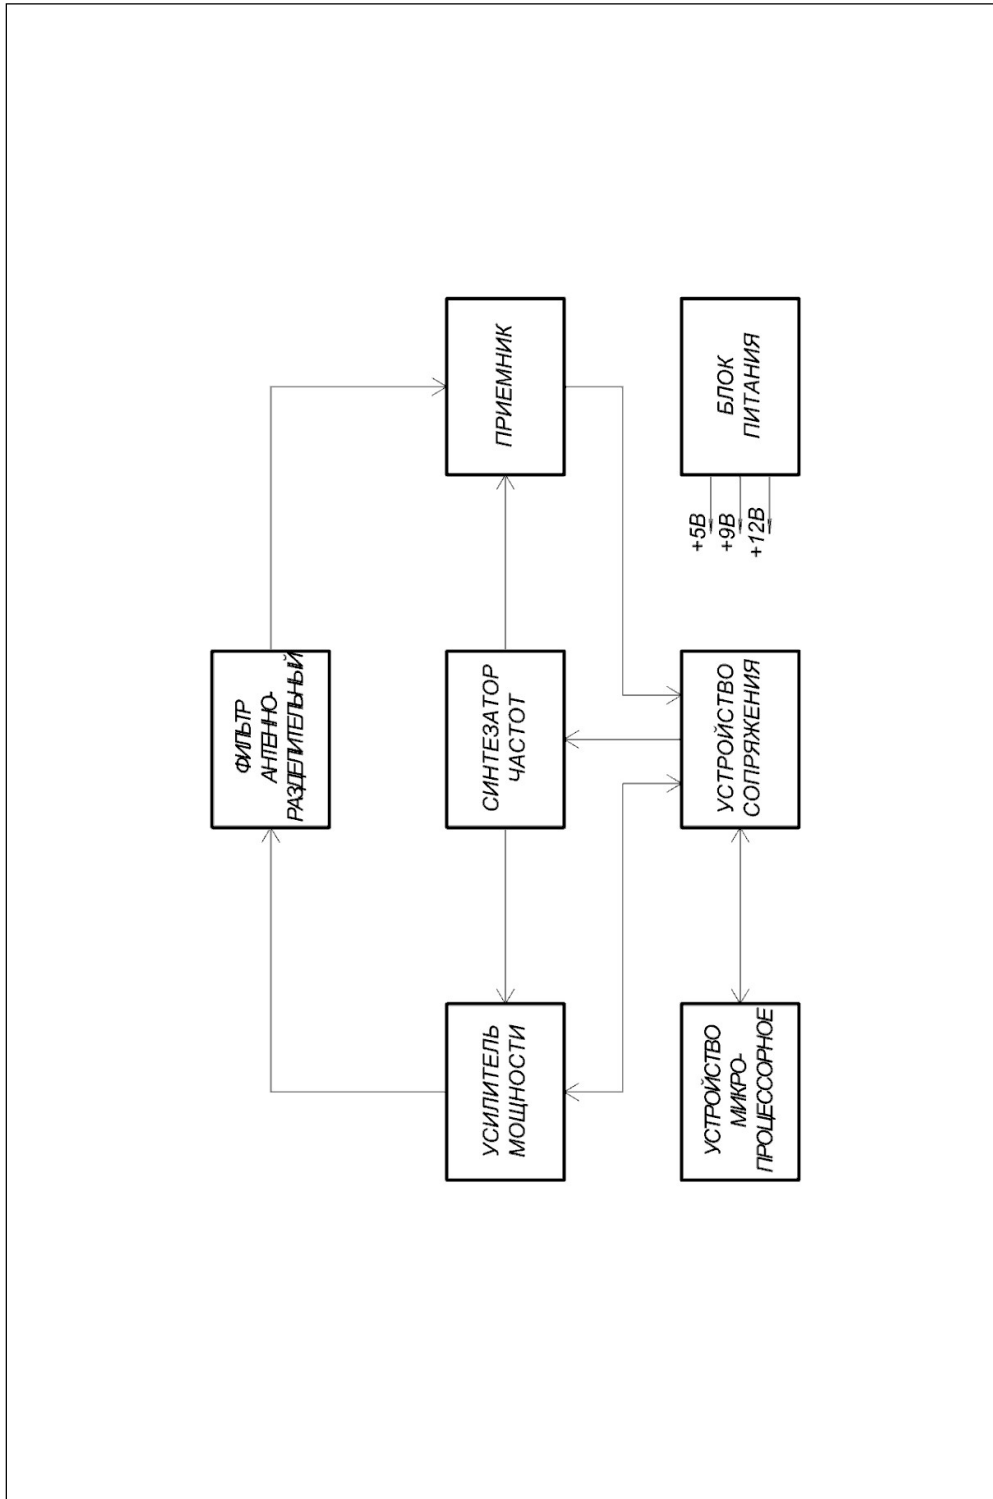 ФИЛЬТР
АНТЕННО-
РАЗДЕЛИТЕЛЬНЫЙ
УСИЛИТЕЛЬ
МОЩНОСТИ
СИНТЕЗАТОР
ЧАСТОТ
ПРИЕМНИК
УСТРОЙСТВО
МИКРО-
ПРОЦЕССОРНОЕ
УСТРОЙСТВО
СОПРЯЖЕНИЯ
+5В
+9В
+12В
БЛОК
ПИТАНИЯ